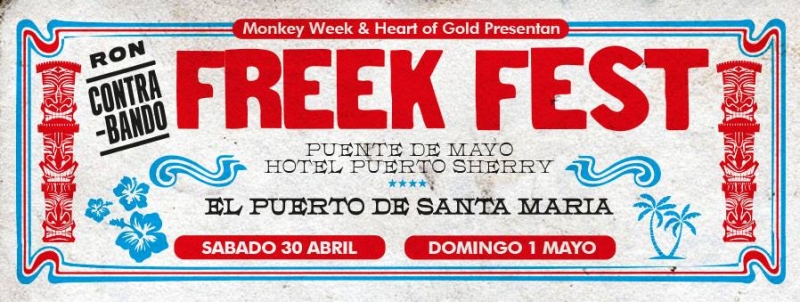 Monkey Week & Heart of Gold Presentan
RON
CONTRA
-BANDO
FREEK FEST
PUENTE DE MAYO
HOTEL PUERTO SHERRY
EL PUERTO DE SANTA MARIA
SABADO 30 ABRIL
DOMINGO 1 MAYO